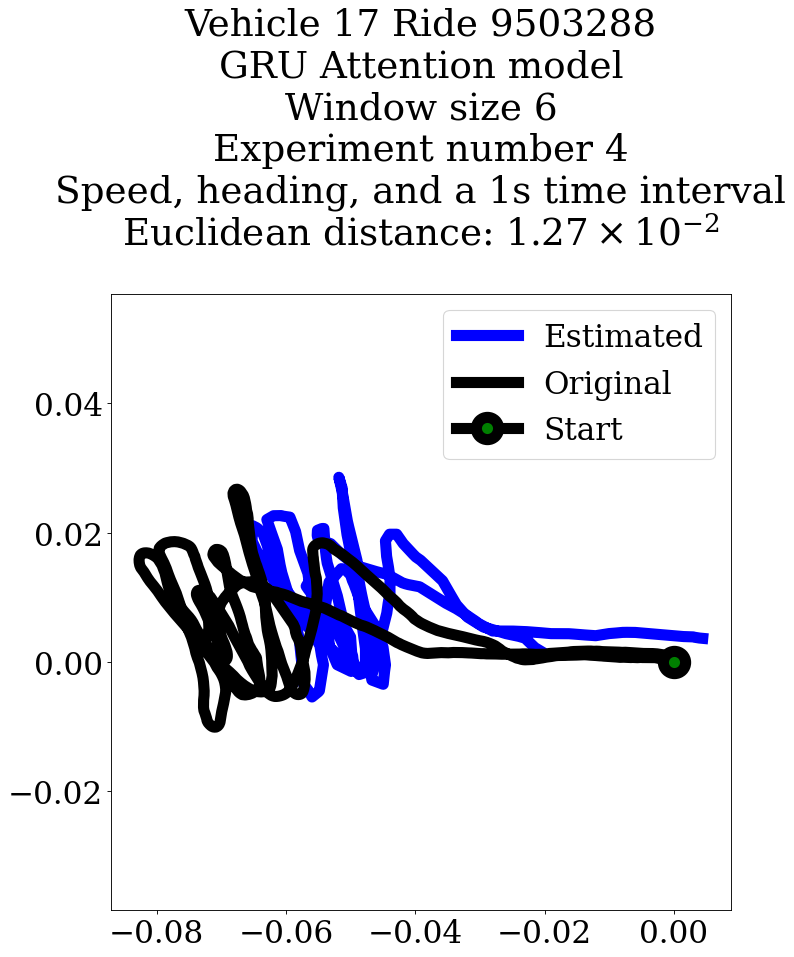 Vehicle 17 Ride 9503288
GRU Attention model
Window size 6
Experiment number 4
Speed, heading, and a 1s time interval
Euclidean distance: 1.27 × 10⁻²
Estimated
Original
Start
0.04
0.02
0.00
−0.02
−0.08 −0.06 −0.04 −0.02 0.00